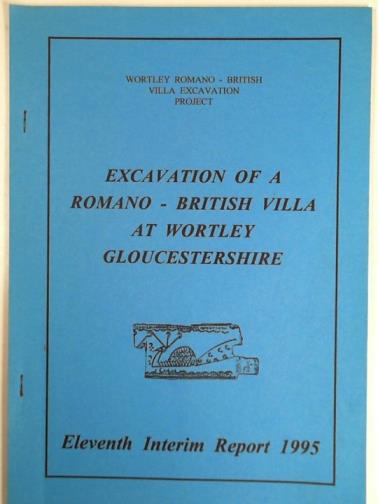 WORTLEY ROMANO - BRITISH
VILLA EXCAVATION
PROJECT
EXCAVATION OF A
ROMANO - BRITISH VILLA
AT WORTLEY
GLOUCESTERSHIRE
Eleventh Interim Report 1995